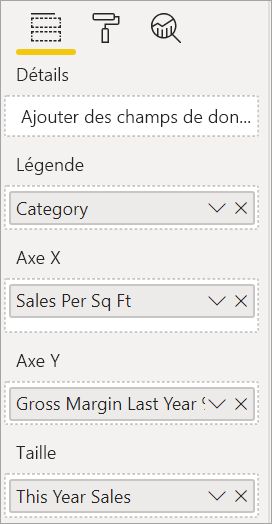 Détails
Ajouter des champs de don...
Légende
Category
Axe X
Sales Per Sq Ft
Axe Y
Gross Margin Last Year %
Taille
This Year Sales